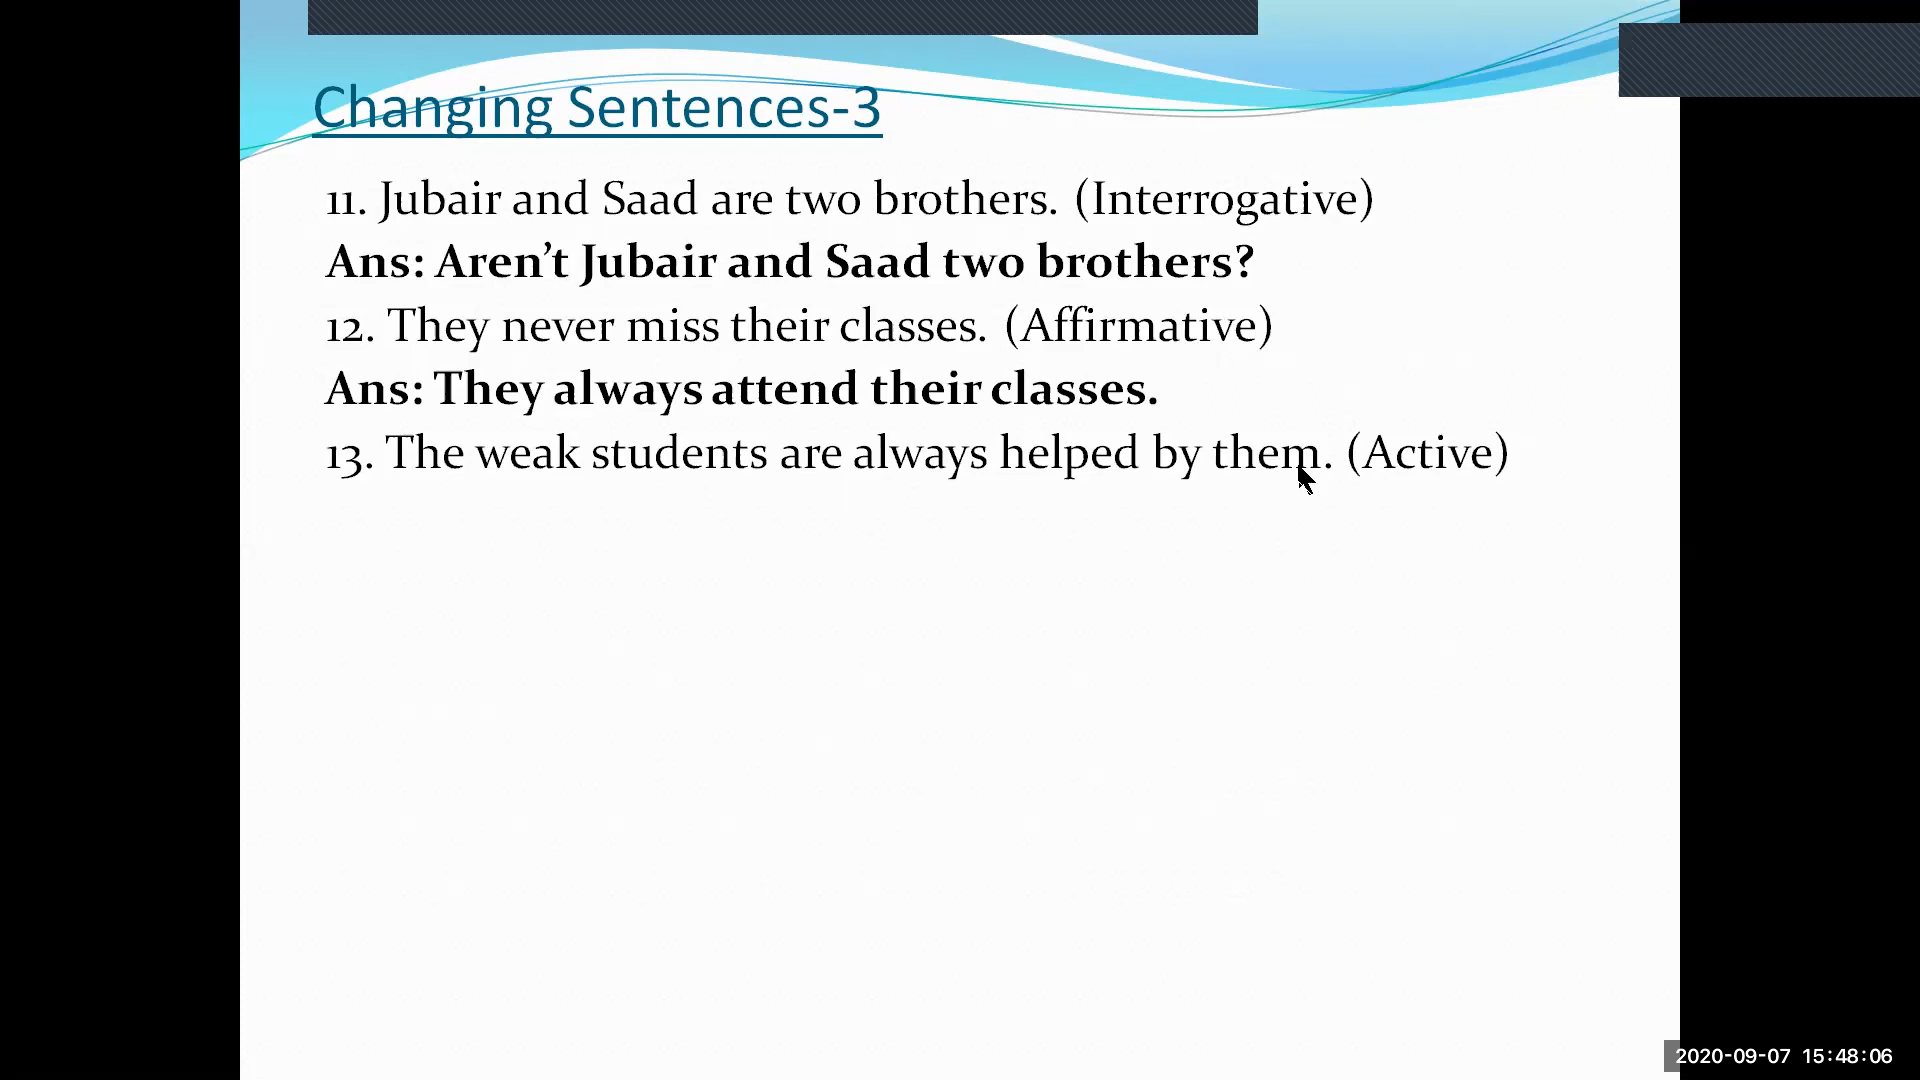 Changing Sentences-3
11. Jubair and Saad are two brothers. (Interrogative)
Ans: Aren’t Jubair and Saad two brothers?
12. They never miss their classes. (Affirmative)
Ans: They always attend their classes.
13. The weak students are always helped by them. (Active)
2020-09-07 15:48:06